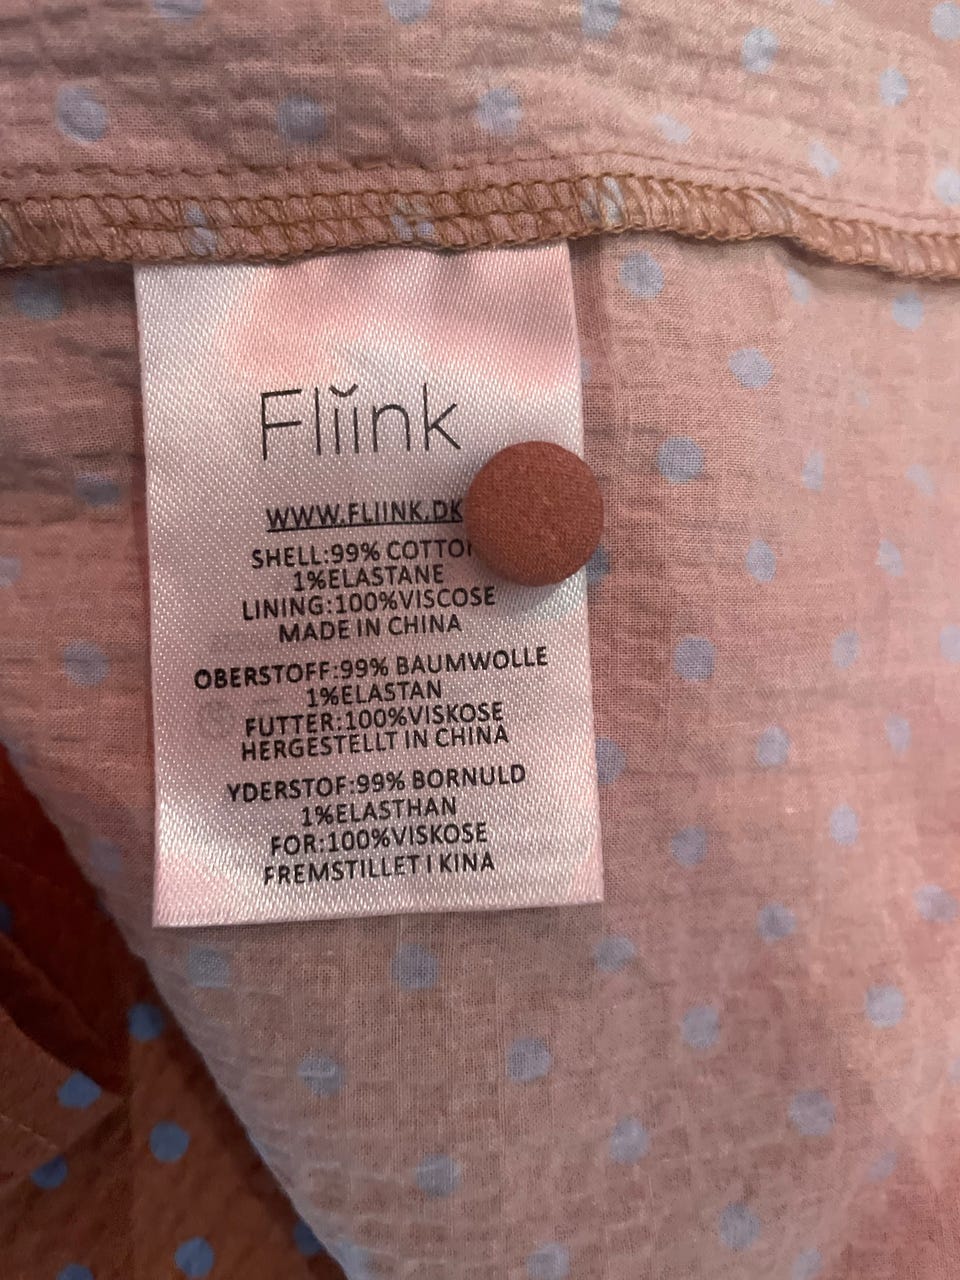 Flĭink
WWW.FLIINK.DK
SHELL:99% COTTO
1%ELASTANE
LINING:100%VISCOSE
MADE IN CHINA
OBERSTOFF:99% BAUMWOLLE
1%ELASTAN
FUTTER:100%VISKOSE
HERGESTELLT IN CHINA
YDERSTOF:99% BORNULD
1%ELASTHAN
FOR:100%VISKOSE
FREMSTILLET I KINA